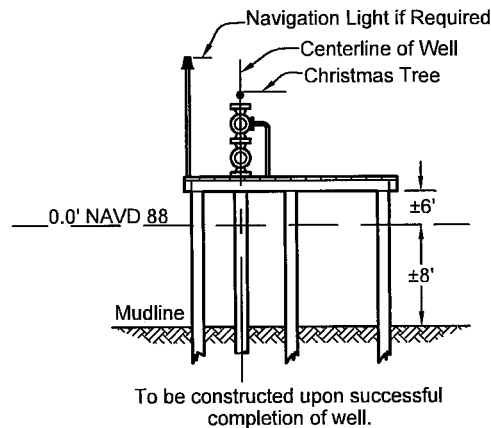 Navigation Light if Required
Centerline of Well
Christmas Tree
0.0' NAVD 88
±6'
±8'
Mudline
To be constructed upon successful
completion of well.